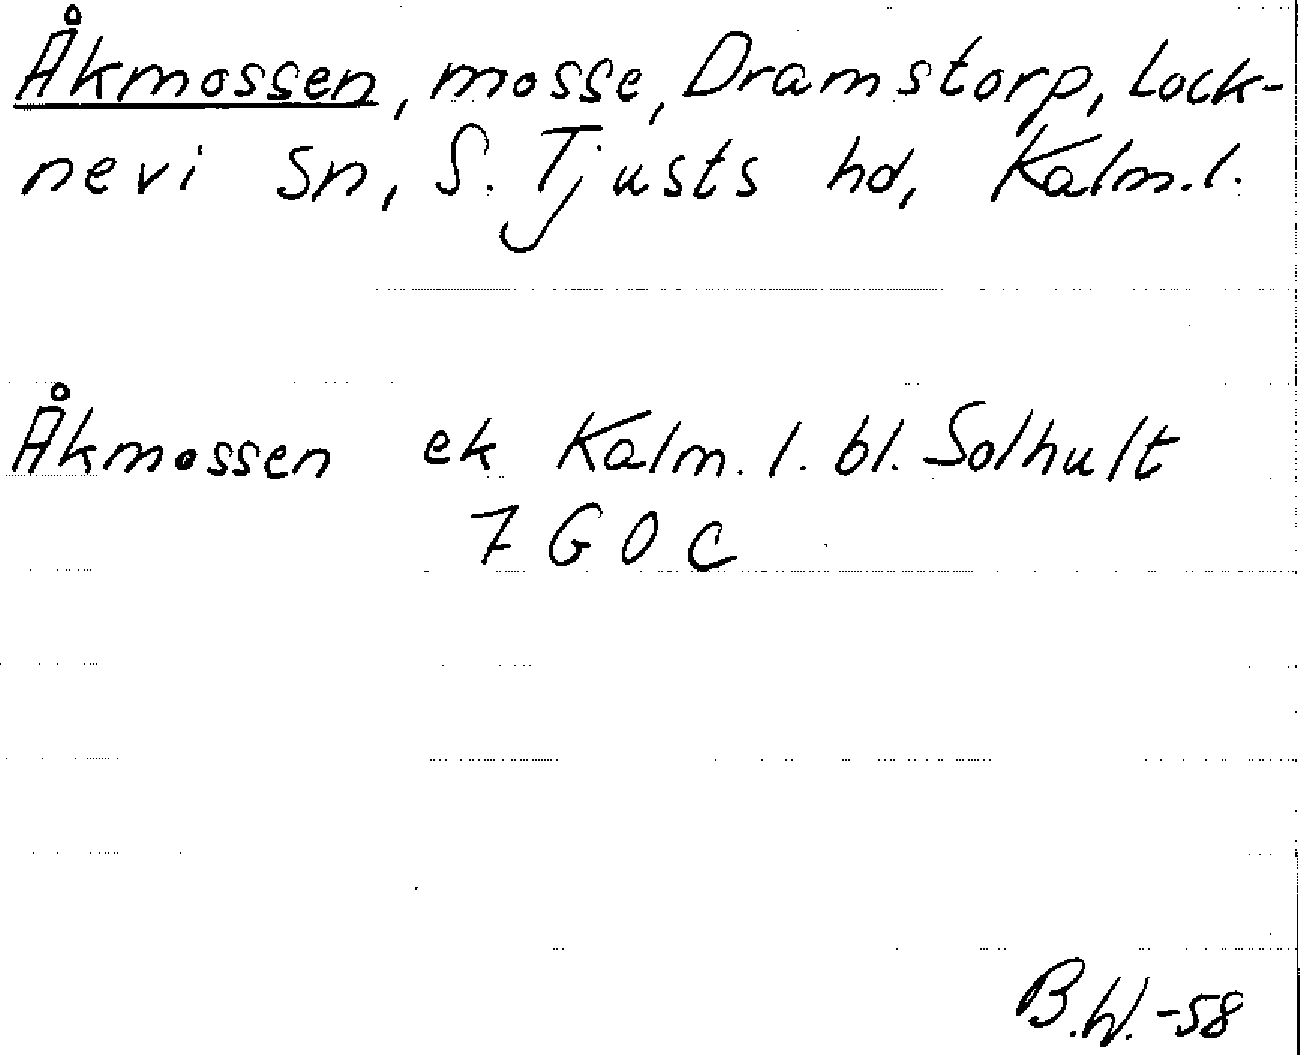 Åkmossen, mosse, Dramstorp, Lock-
nevi sn, S. Tjusts hd, Kalm.l.
Åkmossen ek Kalm. l. bl. Solhult
7 G 0 c
B.W.-58